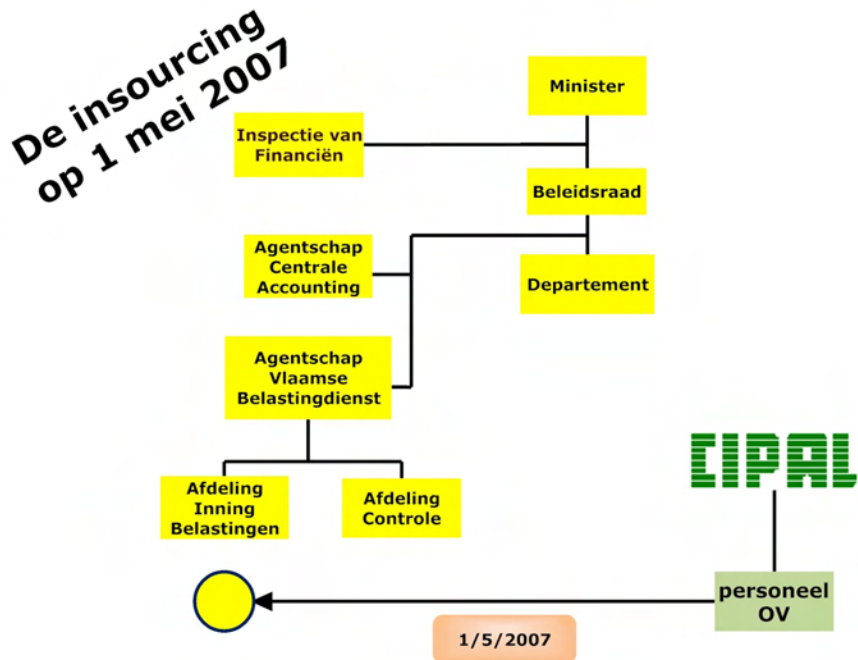 De insourcing
op 1 mei 2007
Minister
Inspectie van
Financiën
Beleidsraad
Agentschap
Centrale
Accounting
Departement
Agentschap
Vlaamse
Belastingdienst
CIPAL
Afdeling
Inning
Belastingen
Afdeling
Controle
personeel
OV
1/5/2007